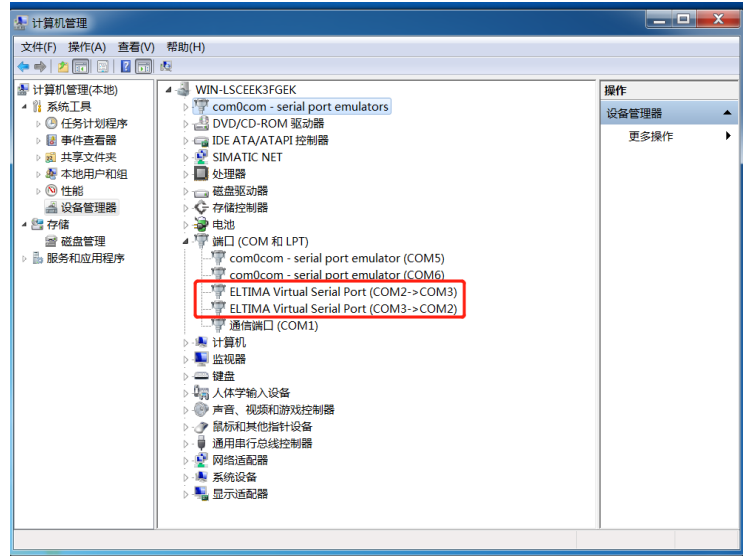 计算机管理
文件(F) 操作(A) 查看(V) 帮助(H)
计算机管理(本地)
系统工具
任务计划程序
事件查看器
共享文件夹
本地用户和组
性能
设备管理器
存储
磁盘管理
服务和应用程序
WIN-LSCEEK3FGEK
com0com - serial port emulators
DVD/CD-ROM 驱动器
IDE ATA/ATAPI 控制器
SIMATIC NET
处理器
磁盘驱动器
存储控制器
电池
端口 (COM 和 LPT)
com0com - serial port emulator (COM5)
com0com - serial port emulator (COM6)
ELTIMA Virtual Serial Port (COM2->COM3)
ELTIMA Virtual Serial Port (COM3->COM2)
通信端口 (COM1)
计算机
监视器
键盘
人体学输入设备
声音、视频和游戏控制器
鼠标和其他指针设备
通用串行总线控制器
网络适配器
系统设备
显示适配器
操作
设备管理器
更多操作